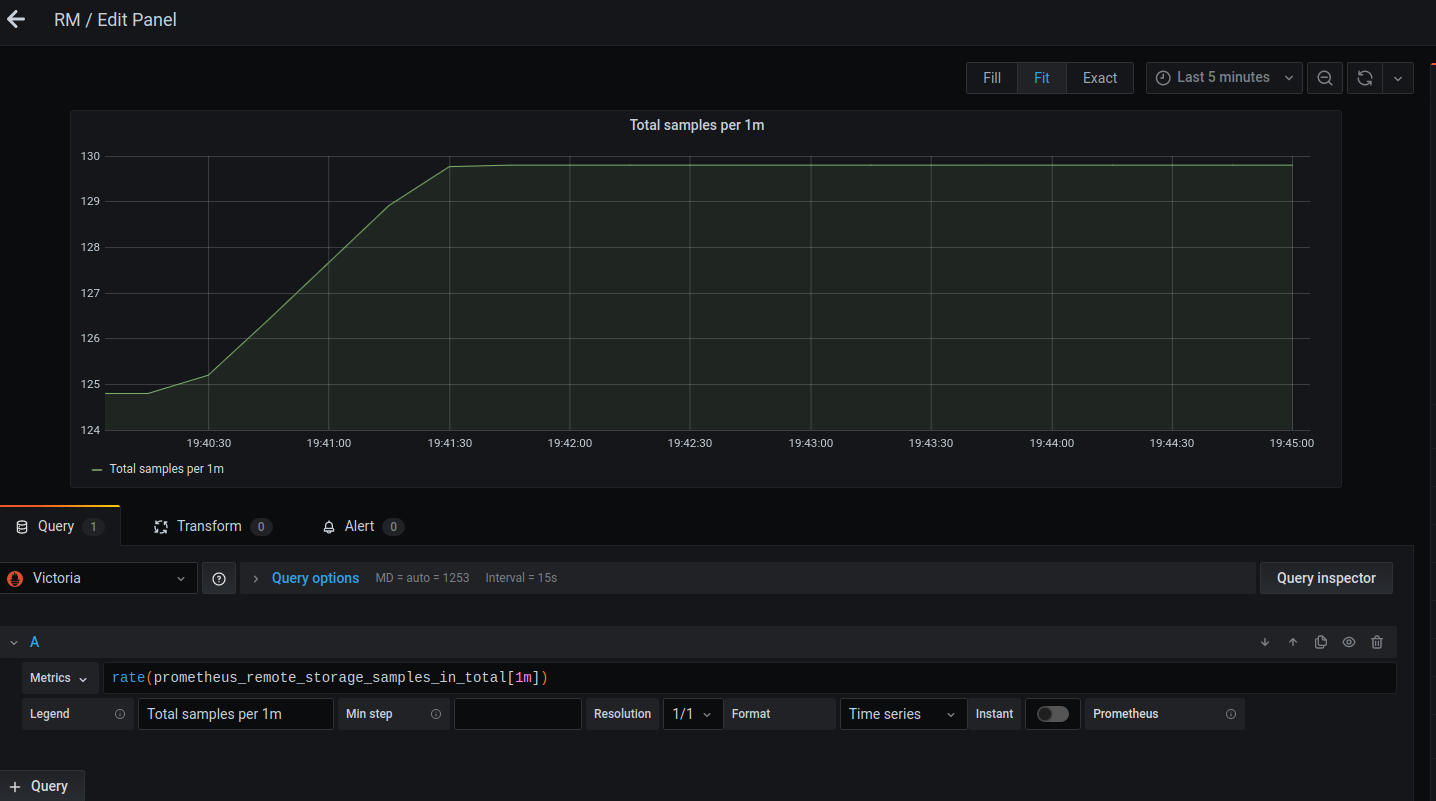 RM / Edit Panel
Fill Fit Exact Last 5 minutes
Total samples per 1m
130
129
128
127
126
125
124
19:40:30 19:41:00 19:41:30 19:42:00 19:42:30 19:43:00 19:43:30 19:44:00 19:44:30 19:45:00
Total samples per 1m
Query 1 Transform 0 Alert 0
Victoria Query options MD = auto = 1253 Interval = 15s Query inspector
A
Metrics rate(prometheus_remote_storage_samples_in_total[1m])
Legend Total samples per 1m Min step Resolution 1/1 Format Time series Instant Prometheus
+ Query